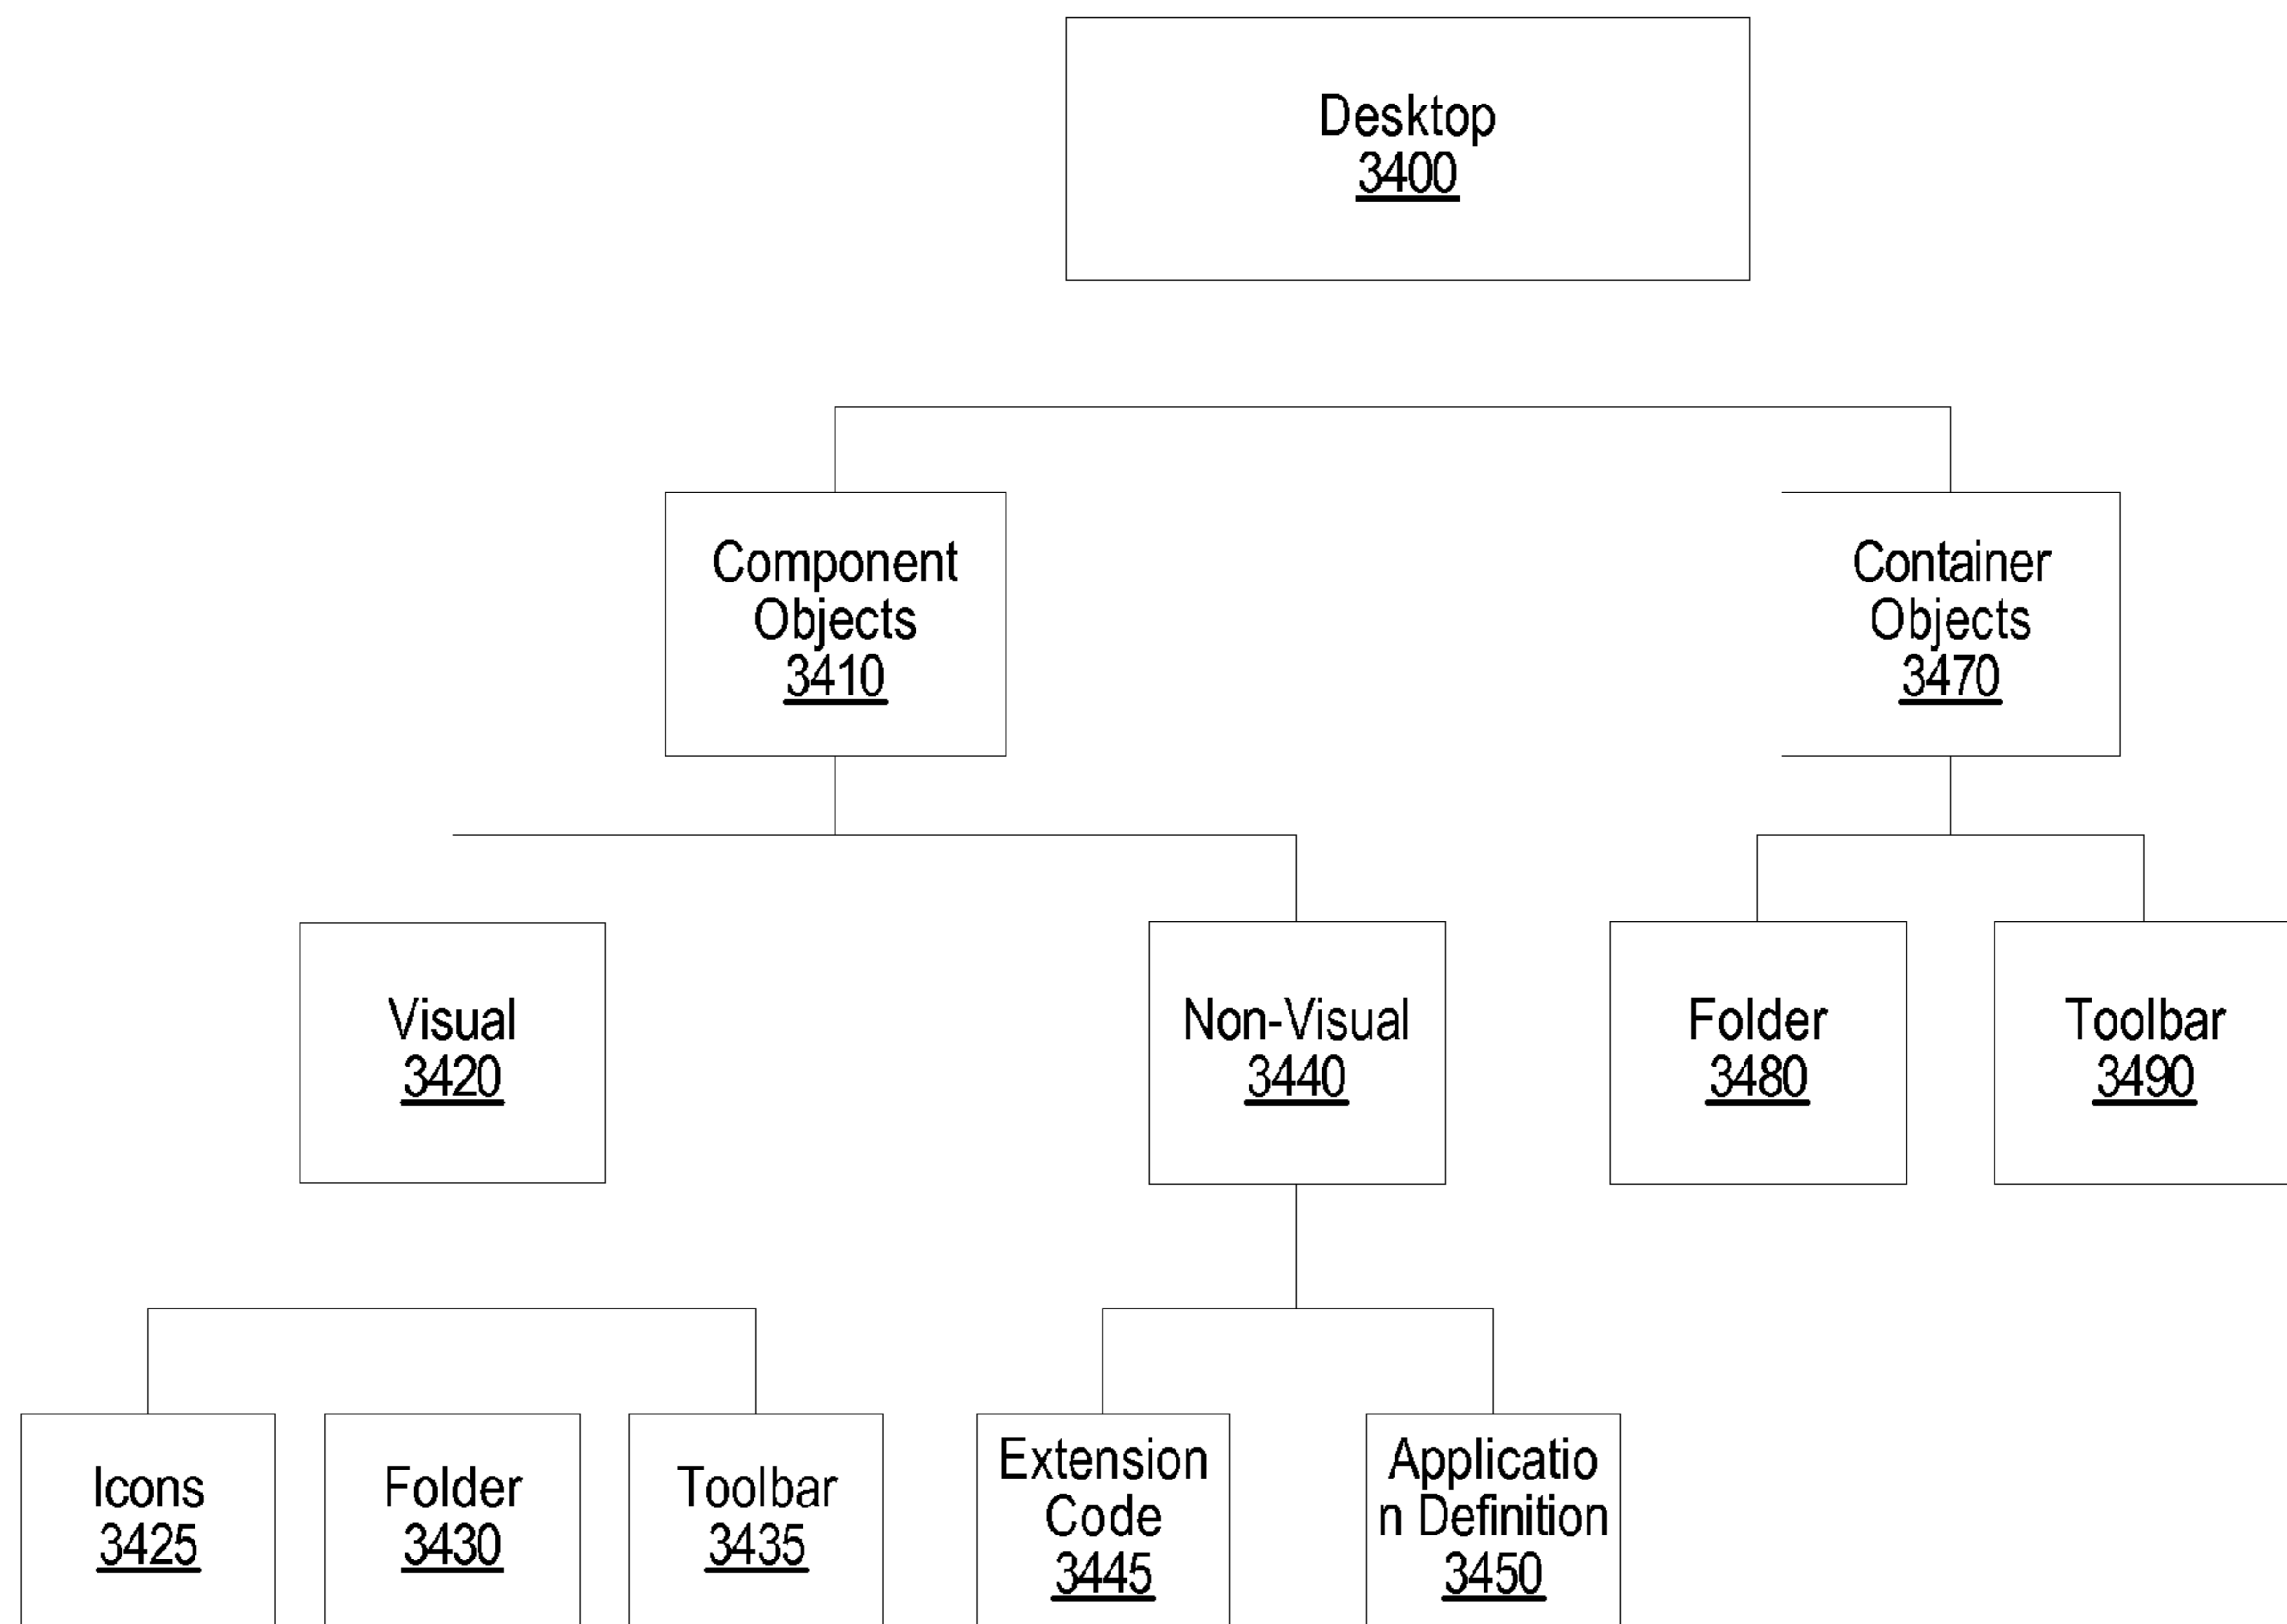 Desktop
3400
Component
Objects
3410
Container
Objects
3470
Visual
3420
Non-Visual
3440
Folder
3480
Toolbar
3490
Icons
3425
Folder
3430
Toolbar
3435
Extension
Code
3445
Applicatio
n Definition
3450